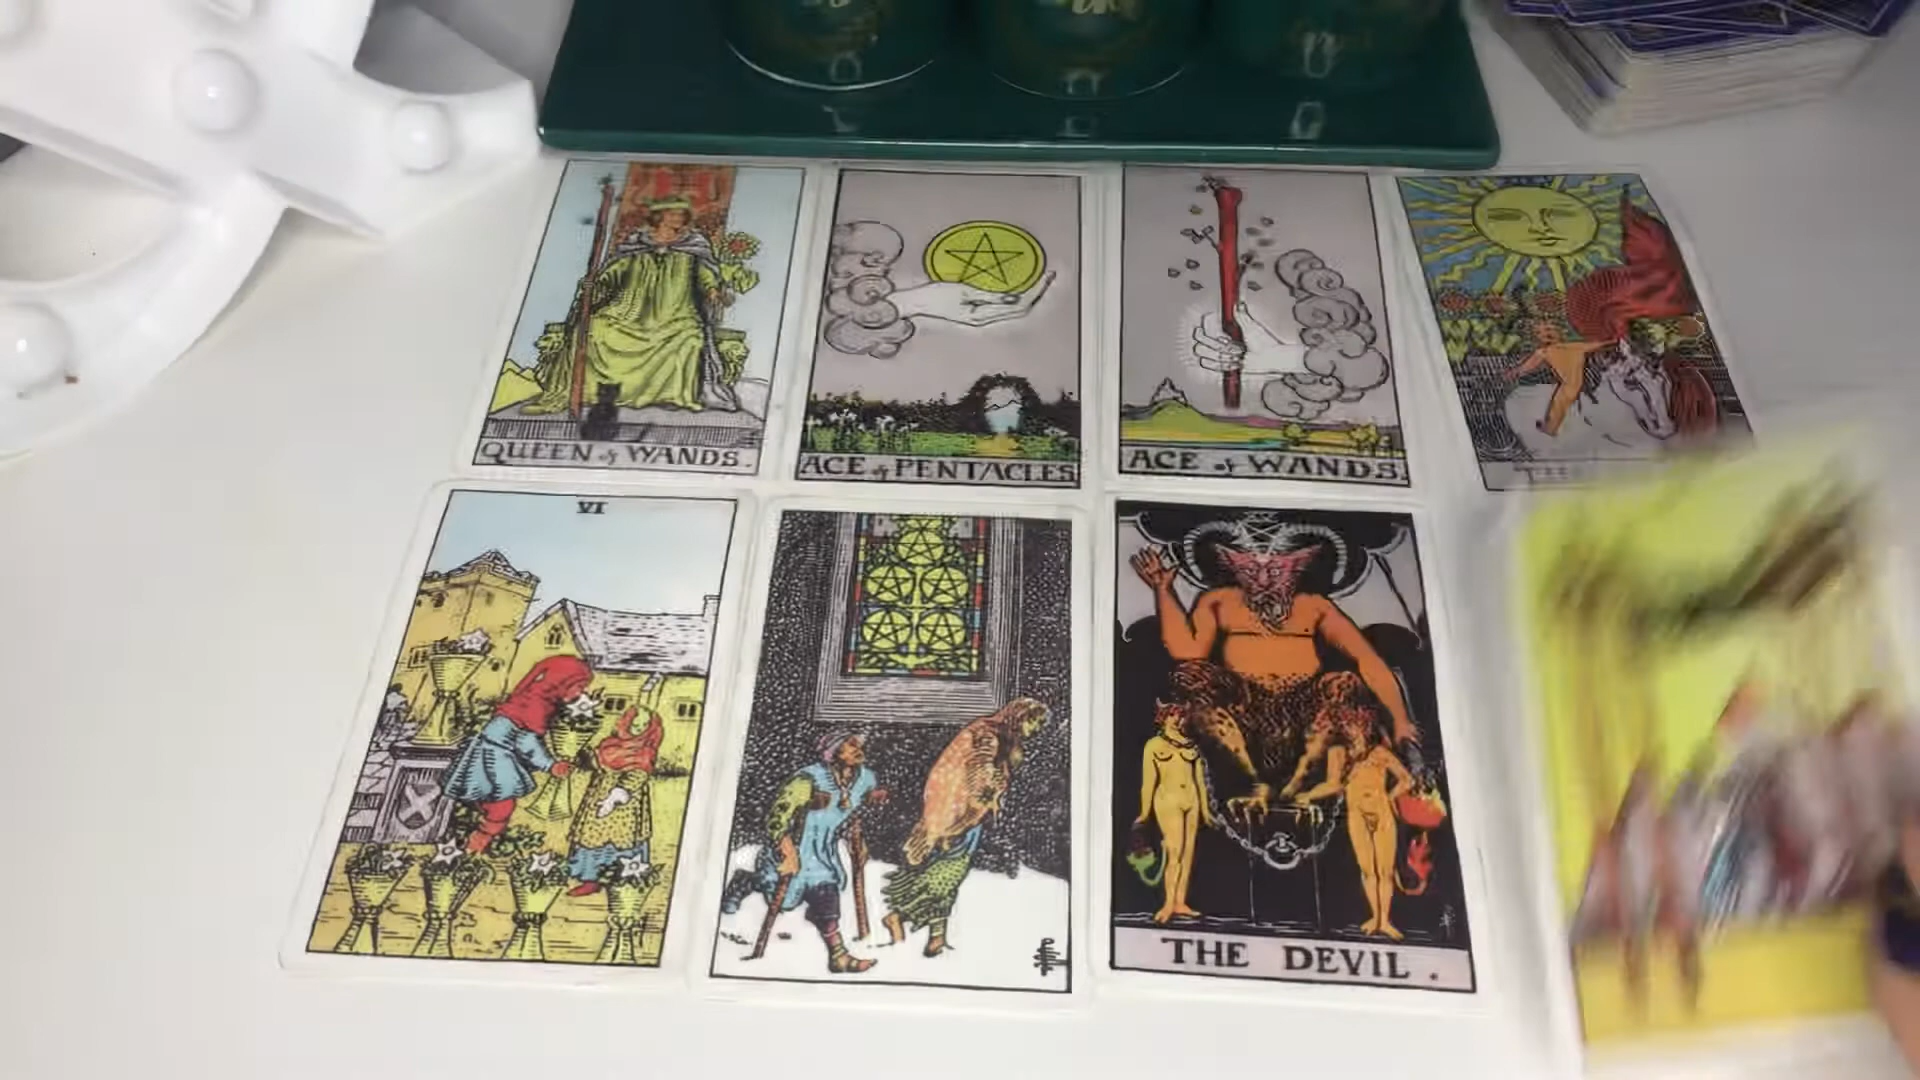 QUEEN of WANDS.
ACE of PENTACLES
ACE of WANDS.
VI
THE DEVIL.